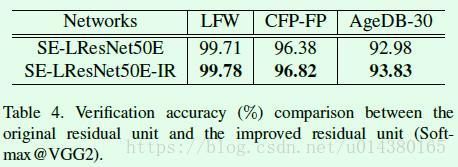 Networks LFW CFP-FP AgeDB-30
SE-LResNet50E 99.71 96.38 92.98
SE-LResNet50E-IR 99.78 96.82 93.83
Table 4. Verification accuracy (%) comparison between the
original residual unit and the improved residual unit (Soft-
max@VGG2).
https://blog.csdn.net/u014380165